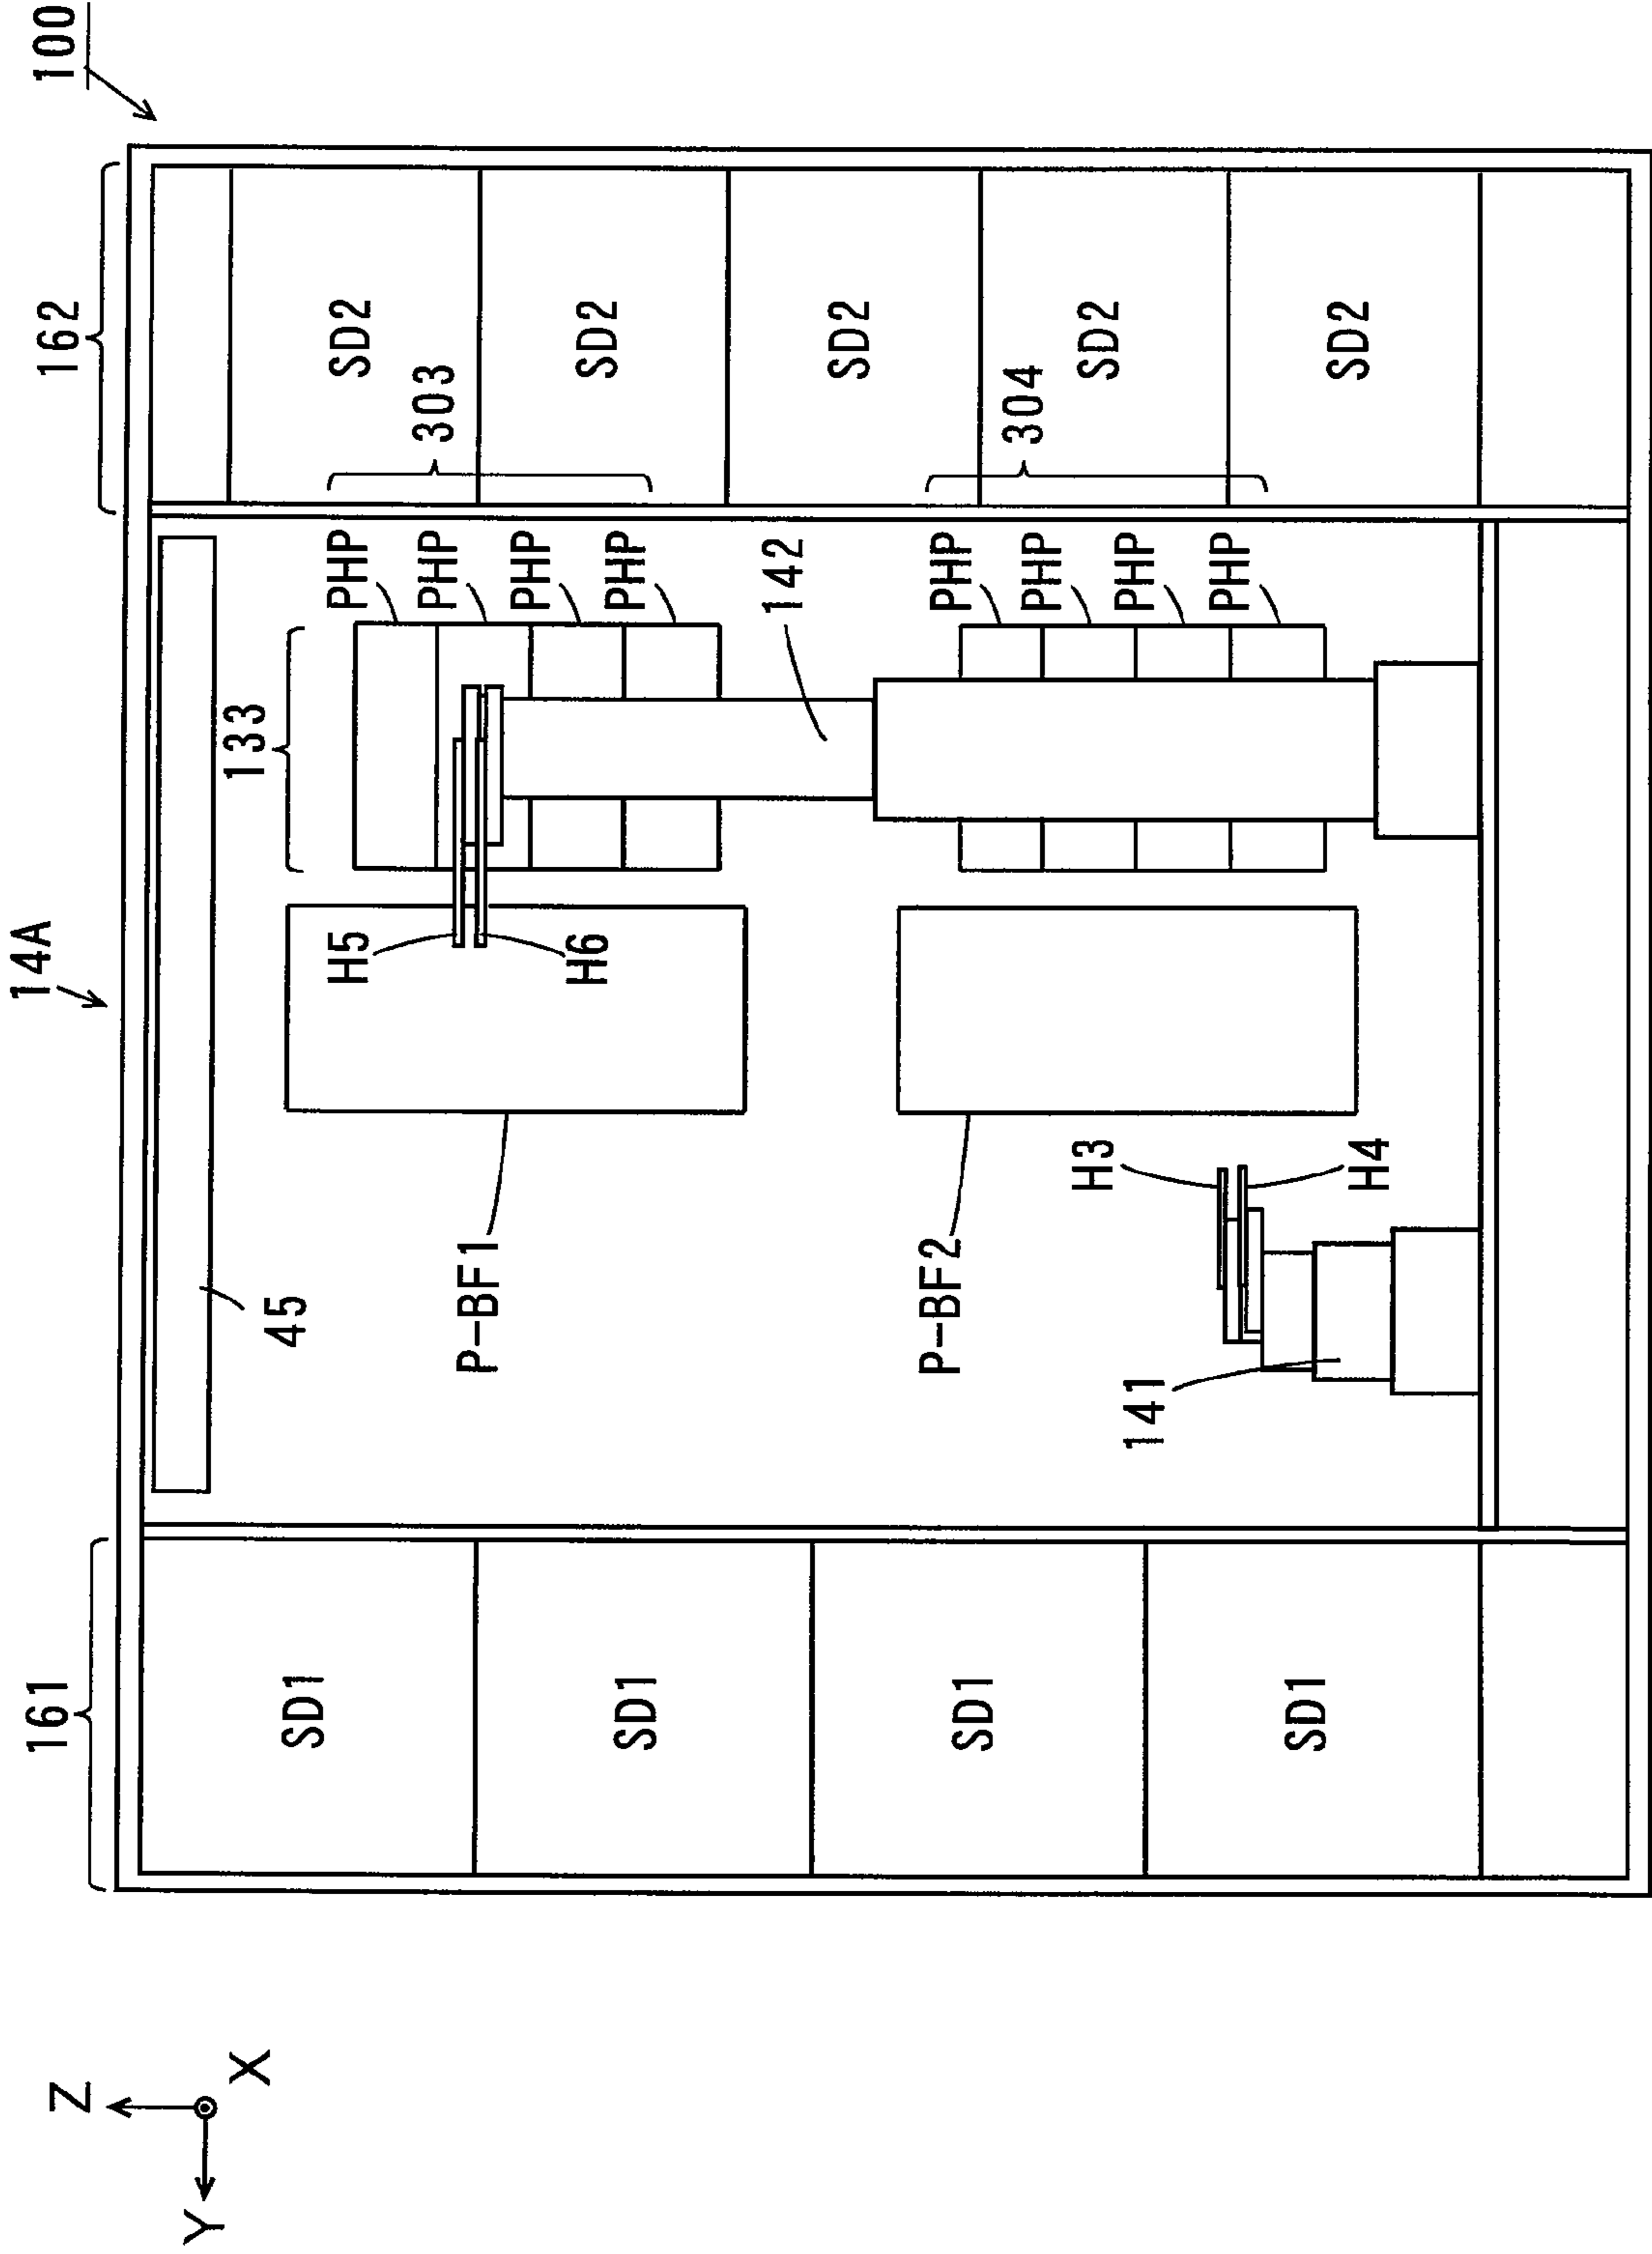 14A
100
161
162
Z
Y
X
133
45
SD1
H5
PHP
SD2
303
PHP
P-BF1
PHP
H6
SD2
PHP
SD1
142
SD2
P-BF2
PHP
SD1
304
PHP
H3
SD2
141
PHP
PHP
SD1
H4
SD2